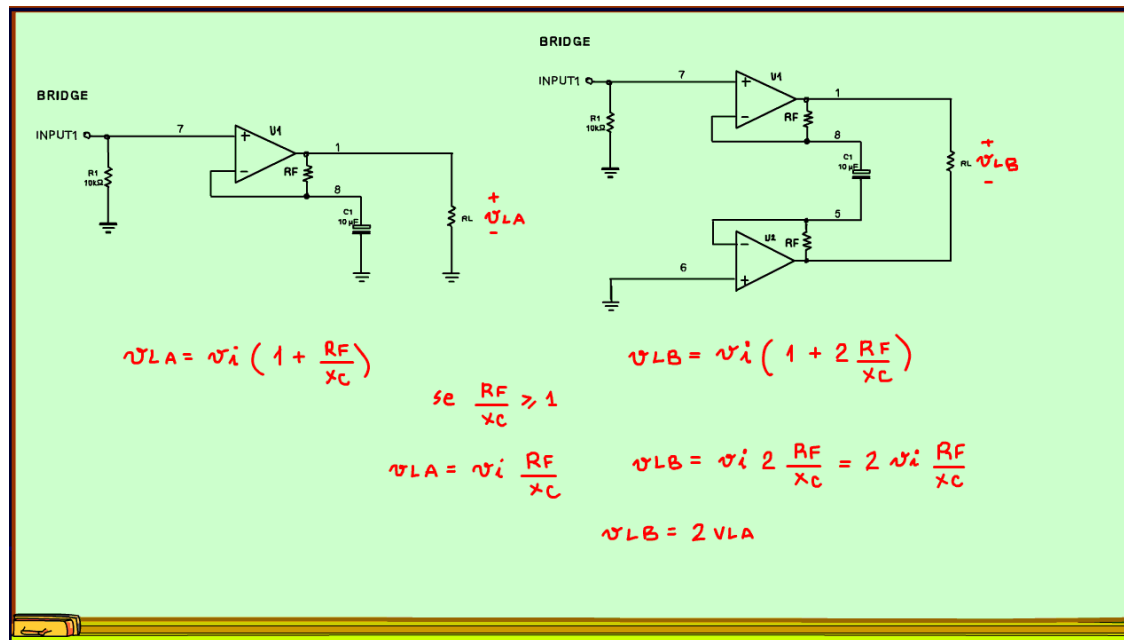 BRIDGE
INPUT1
7
R1
10kΩ
U1
+
-
1
RF
8
C1
10 µF
RL
+
vLA
-
BRIDGE
INPUT1
7
R1
10kΩ
U1
+
-
1
RF
8
C1
10 µF
RL
+
vLB
-
5
U2
RF
-
+
6
vLA = vi ( 1 + RF/xC )
vLB = vi ( 1 + 2 RF/xC )
se RF/xC ⩾ 1
vLA = vi RF/xC
vLB = vi 2 RF/xC = 2 vi RF/xC
vLB = 2 VLA